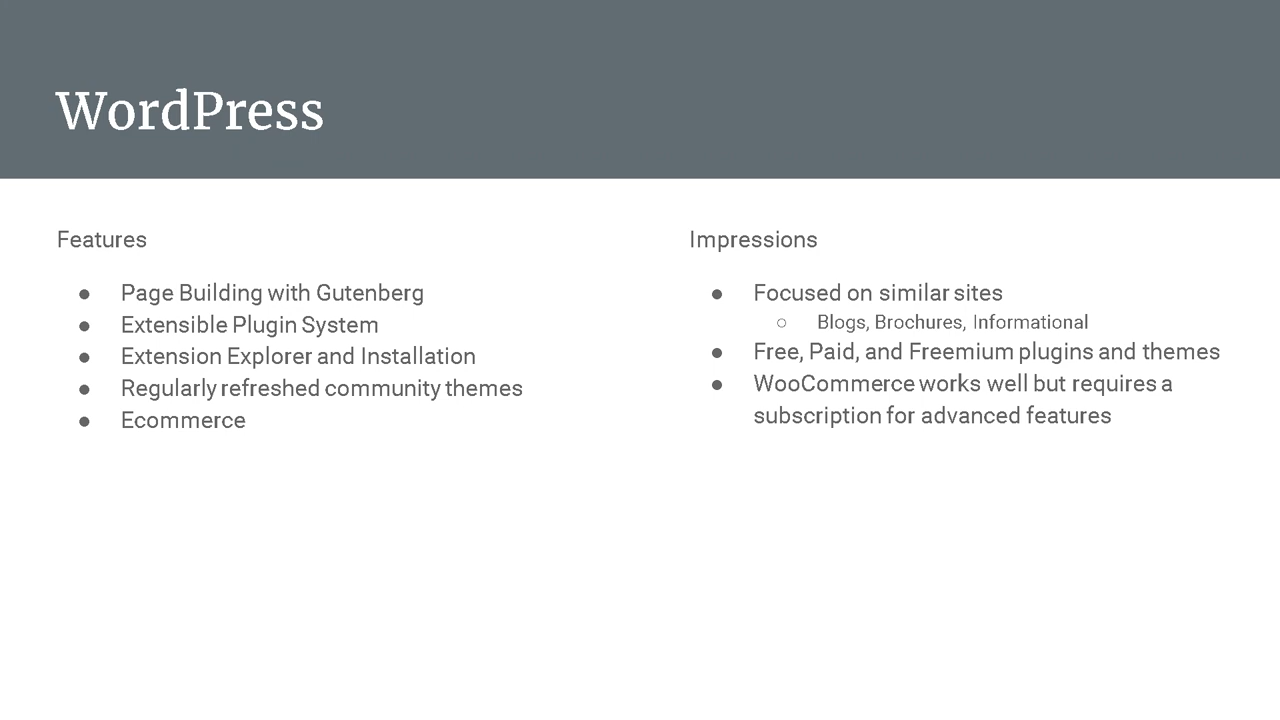 WordPress
Features
● Page Building with Gutenberg
● Extensible Plugin System
● Extension Explorer and Installation
● Regularly refreshed community themes
● Ecommerce
Impressions
● Focused on similar sites
○ Blogs, Brochures, Informational
● Free, Paid, and Freemium plugins and themes
● WooCommerce works well but requires a
subscription for advanced features